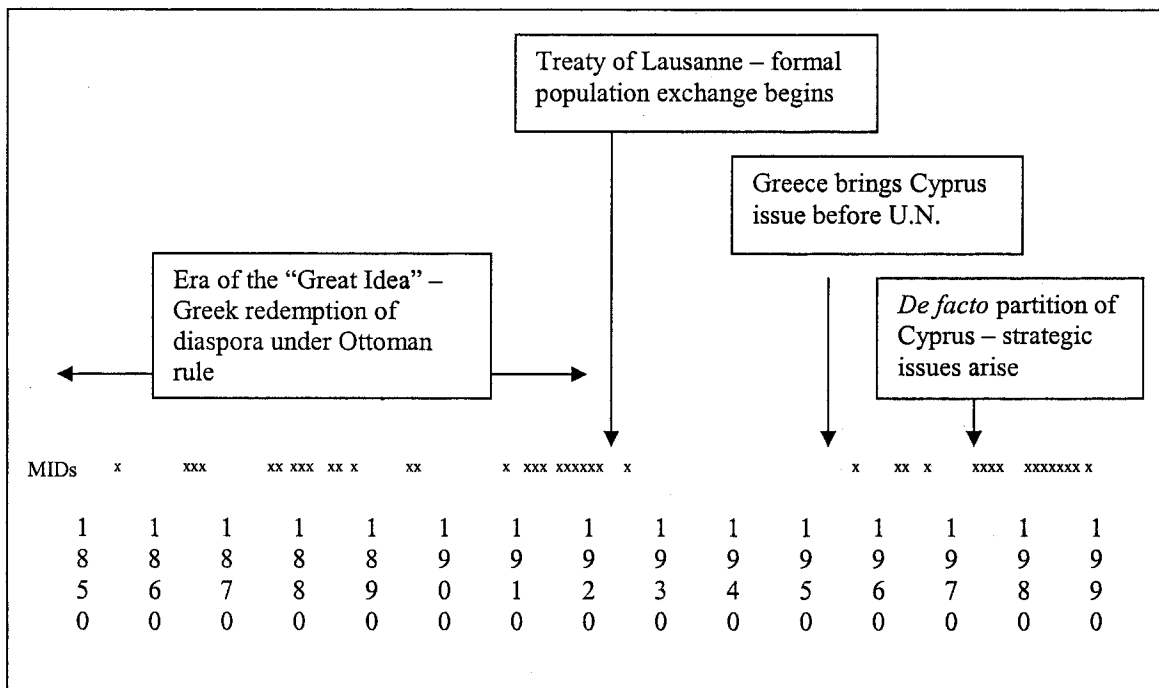 Treaty of Lausanne – formal
population exchange begins
Greece brings Cyprus
issue before U.N.
Era of the “Great Idea” –
Greek redemption of
diaspora under Ottoman
rule
De facto partition of
Cyprus – strategic
issues arise
MIDs x xxx xx xxx xx x xx x xxx xxxxxx x x xx x xxxx xxxxxxx x
1 1 1 1 1 1 1 1 1 1 1 1 1 1 1
8 8 8 8 8 9 9 9 9 9 9 9 9 9 9
5 6 7 8 9 0 1 2 3 4 5 6 7 8 9
0 0 0 0 0 0 0 0 0 0 0 0 0 0 0